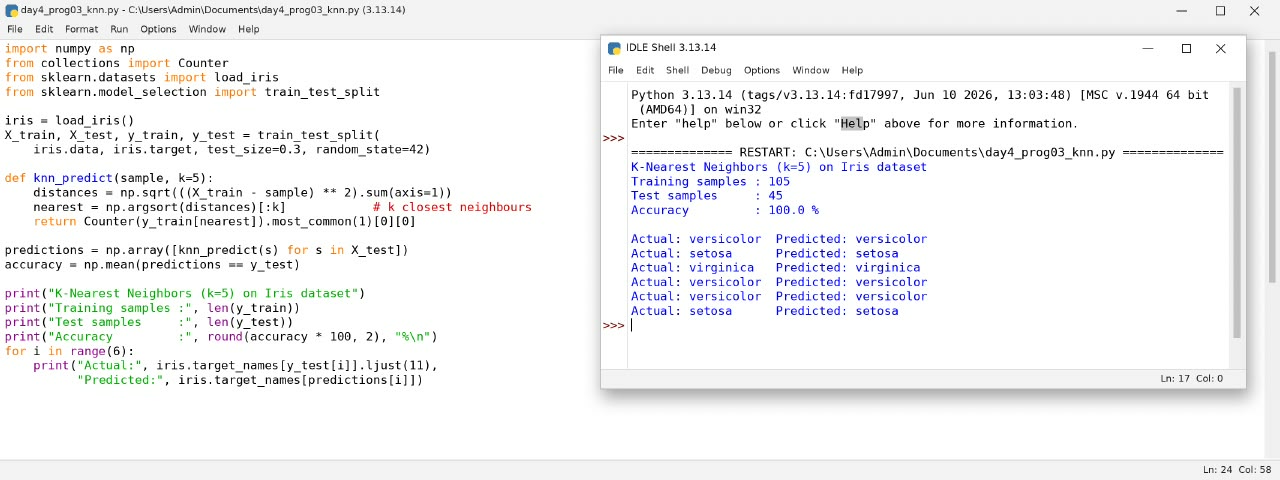 day4_prog03_knn.py - C:\Users\Admin\Documents\day4_prog03_knn.py (3.13.14)
File Edit Format Run Options Window Help
import numpy as np
from collections import Counter
from sklearn.datasets import load_iris
from sklearn.model_selection import train_test_split

iris = load_iris()
X_train, X_test, y_train, y_test = train_test_split(
    iris.data, iris.target, test_size=0.3, random_state=42)

def knn_predict(sample, k=5):
    distances = np.sqrt(((X_train - sample) ** 2).sum(axis=1))
    nearest = np.argsort(distances)[:k]            # k closest neighbours
    return Counter(y_train[nearest]).most_common(1)[0][0]

predictions = np.array([knn_predict(s) for s in X_test])
accuracy = np.mean(predictions == y_test)

print("K-Nearest Neighbors (k=5) on Iris dataset")
print("Training samples :", len(y_train))
print("Test samples     :", len(y_test))
print("Accuracy         :", round(accuracy * 100, 2), "%\n")
for i in range(6):
    print("Actual:", iris.target_names[y_test[i]].ljust(11),
          "Predicted:", iris.target_names[predictions[i]])
IDLE Shell 3.13.14
File Edit Shell Debug Options Window Help
Python 3.13.14 (tags/v3.13.14:fd17997, Jun 10 2026, 13:03:48) [MSC v.1944 64 bit
 (AMD64)] on win32
Enter "help" below or click "Help" above for more information.
>>>
============== RESTART: C:\Users\Admin\Documents\day4_prog03_knn.py ==============
K-Nearest Neighbors (k=5) on Iris dataset
Training samples : 105
Test samples     : 45
Accuracy         : 100.0 %

Actual: versicolor  Predicted: versicolor
Actual: setosa      Predicted: setosa
Actual: virginica   Predicted: virginica
Actual: versicolor  Predicted: versicolor
Actual: versicolor  Predicted: versicolor
Actual: setosa      Predicted: setosa
>>>
Ln: 17 Col: 0
Ln: 24 Col: 58